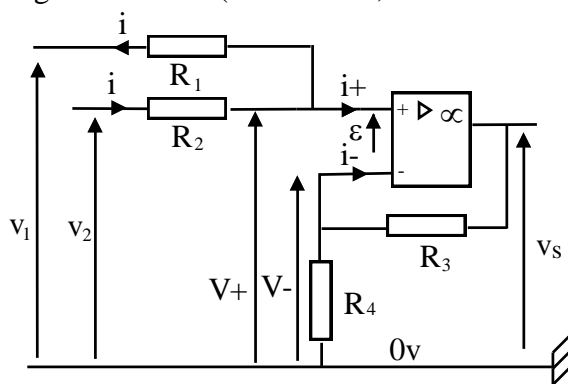 i
R1
i
R2
i+
+ ▷ ∝
ε
i-
-
v1
v2
V+
V-
R3
R4
vs
0v